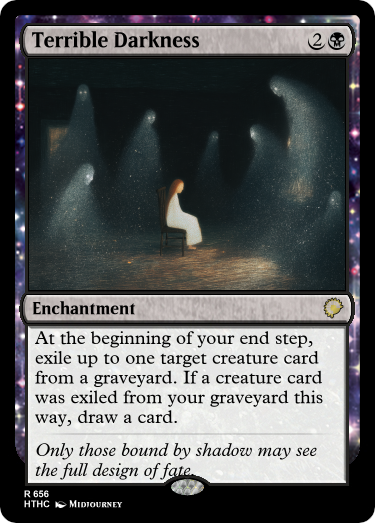 Terrible Darkness 2
Enchantment
At the beginning of your end step,
exile up to one target creature card
from a graveyard. If a creature card
was exiled from your graveyard this
way, draw a card.
Only those bound by shadow may see
the full design of fate.
R 656
HTHC MIDJOURNEY